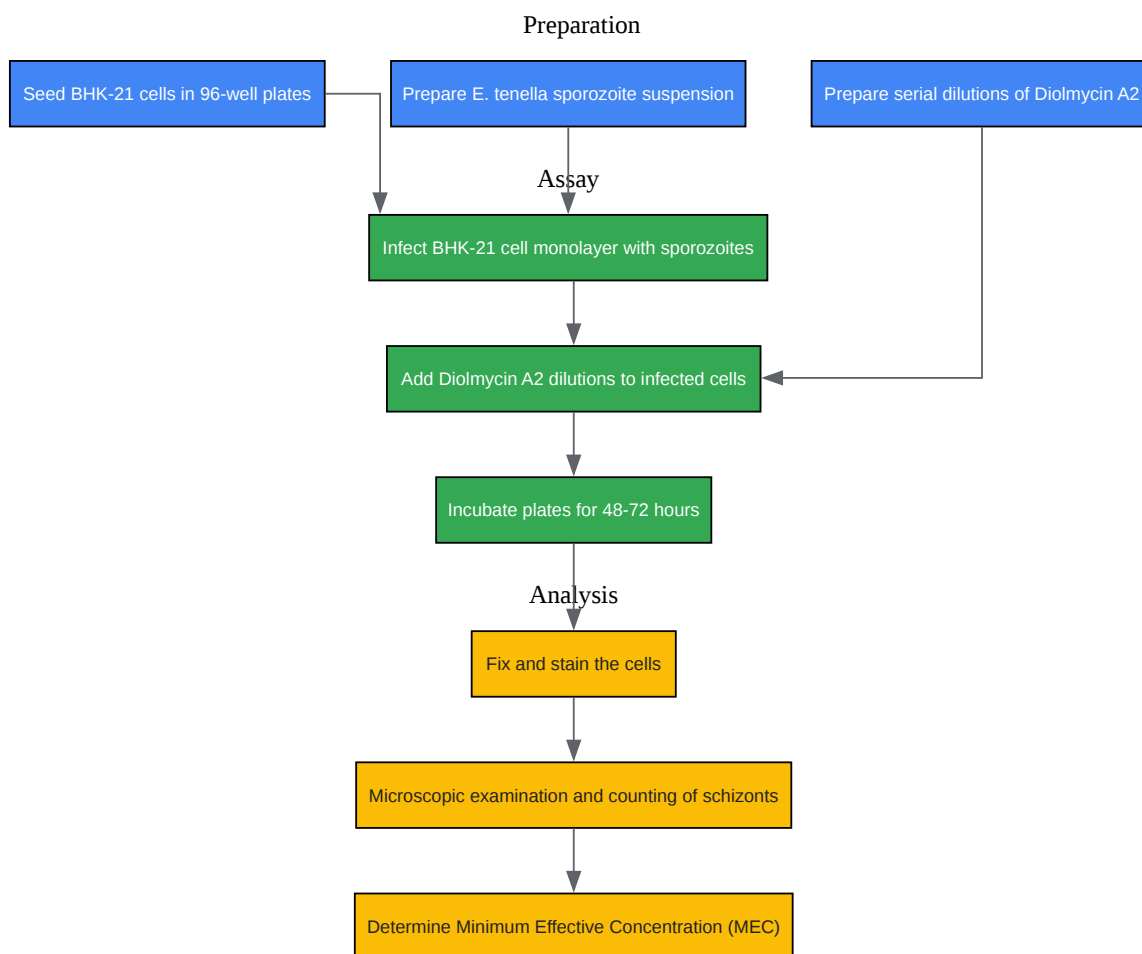 Preparation
Seed BHK-21 cells in 96-well plates
Prepare E. tenella sporozoite suspension
Prepare serial dilutions of Diolmycin A2
Assay
Infect BHK-21 cell monolayer with sporozoites
Add Diolmycin A2 dilutions to infected cells
Incubate plates for 48-72 hours
Analysis
Fix and stain the cells
Microscopic examination and counting of schizonts
Determine Minimum Effective Concentration (MEC)